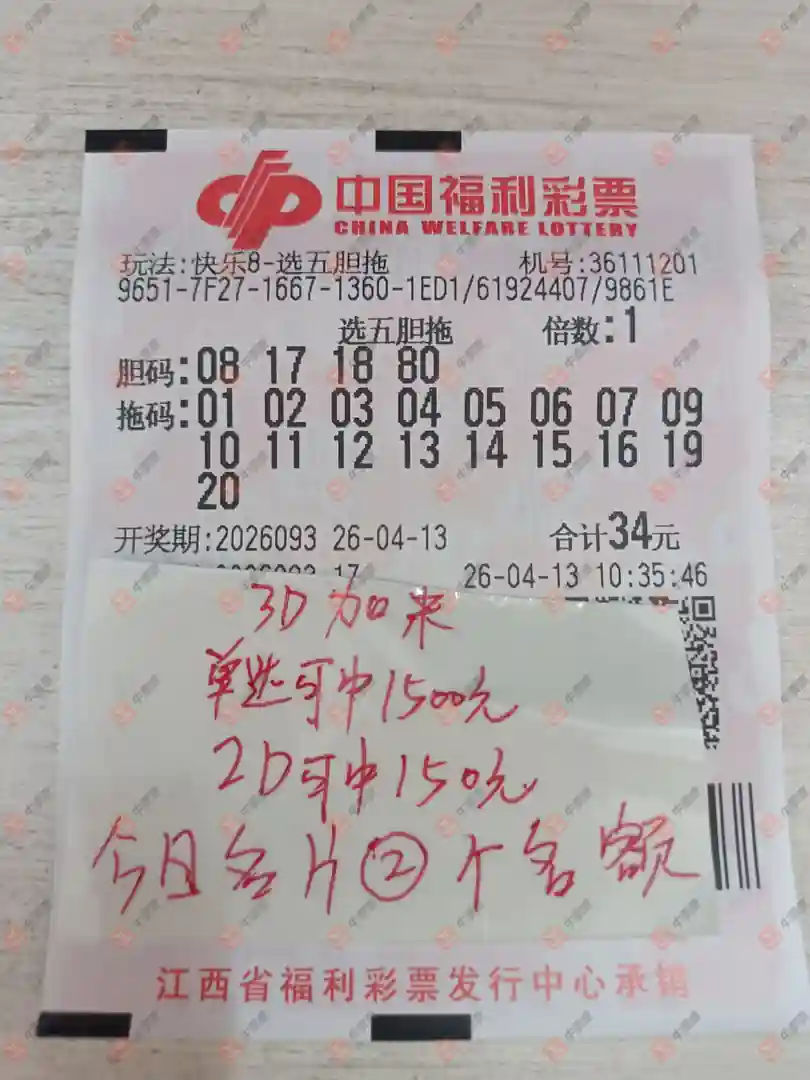 中国福利彩票
CHINA WELFARE LOTTERY
玩法:快乐8-选五胆拖 机号:36111201
9651-7F27-1667-1360-1ED1/61924407/9861E
选五胆拖 倍数:1
胆码:08 17 18 80
拖码:01 02 03 04 05 06 07 09
10 11 12 13 14 15 16 19
20
开奖期:2026093 26-04-13 合计34元
26-04-13 10:35:46
3D加来
单选可中1500元
2D可中150元
今日名片②个名额
江西省福利彩票发行中心承销